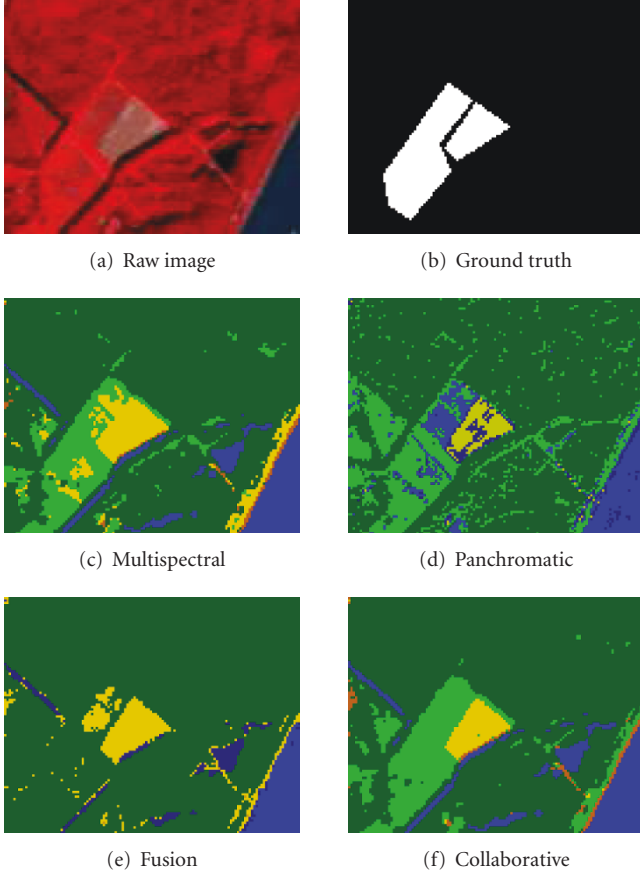 (a) Raw image
(b) Ground truth
(c) Multispectral
(d) Panchromatic
(e) Fusion
(f) Collaborative